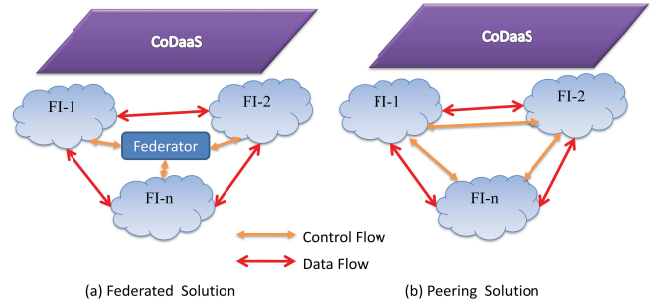 CoDaaS
FI-1
FI-2
Federator
FI-n
CoDaaS
FI-1
FI-2
FI-n
Control Flow
Data Flow
(a) Federated Solution
(b) Peering Solution